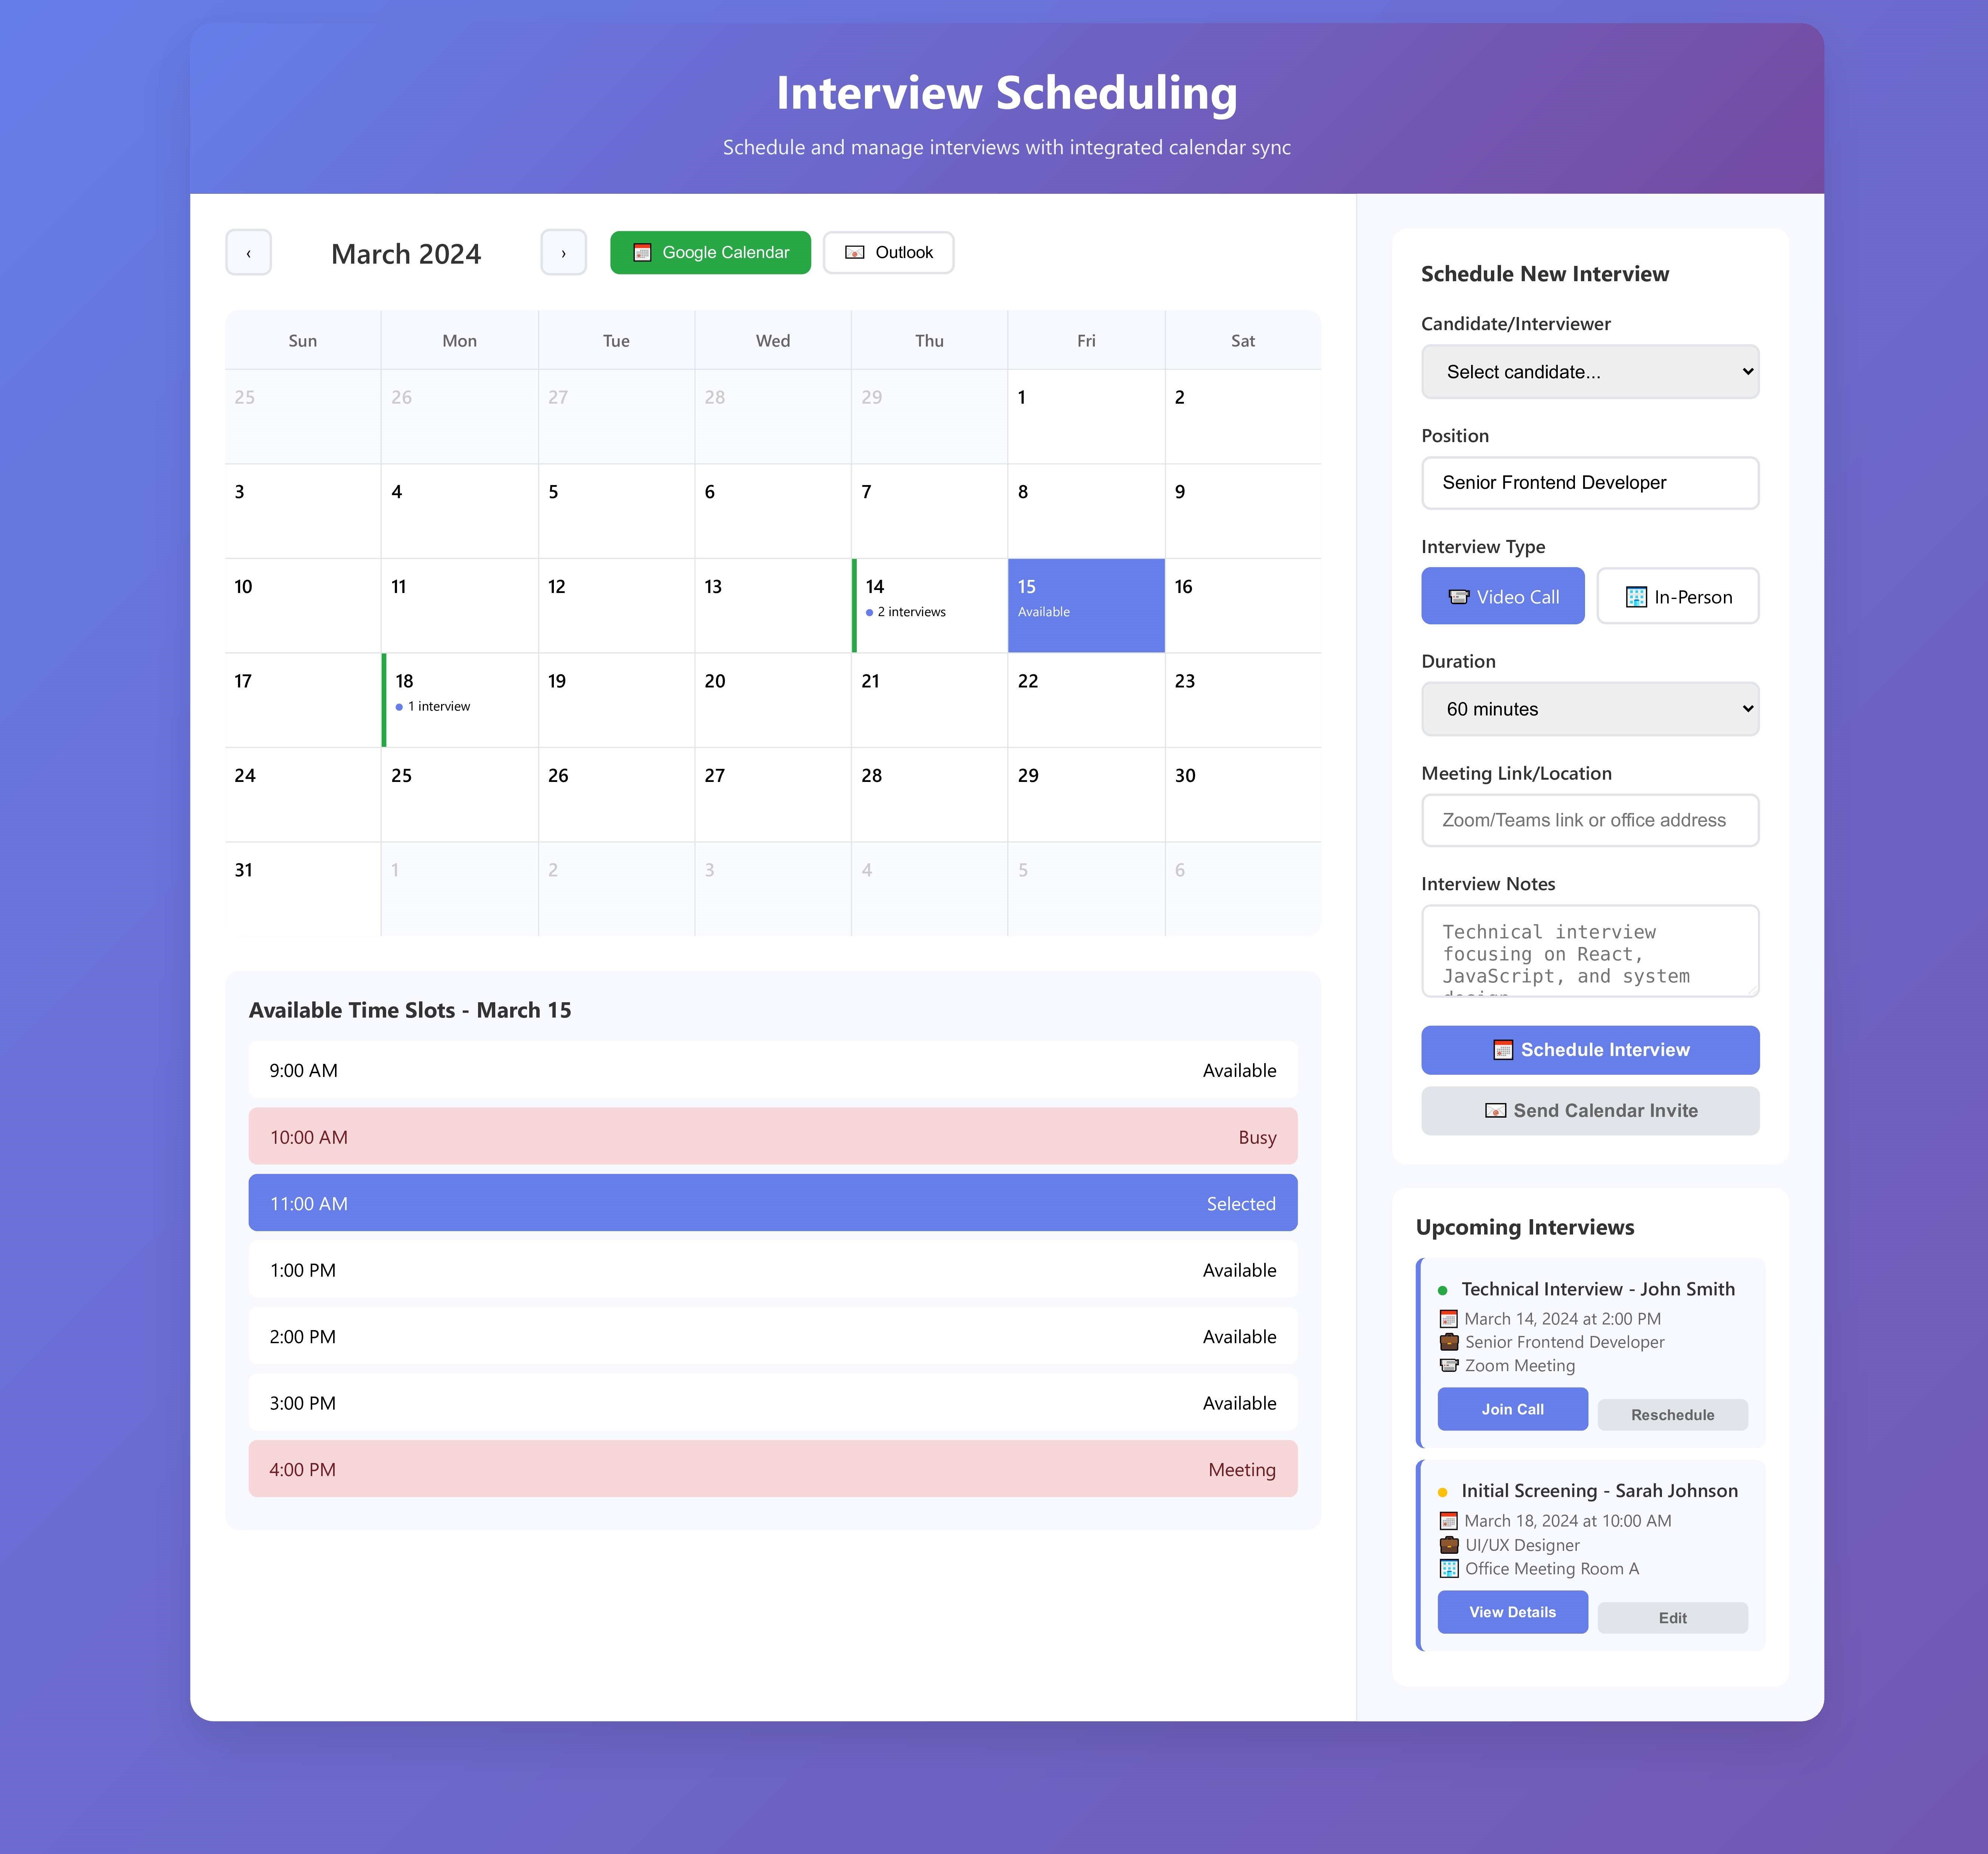 Interview Scheduling
Schedule and manage interviews with integrated calendar sync
‹ March 2024 › Google Calendar Outlook
Sun Mon Tue Wed Thu Fri Sat
25 26 27 28 29 1 2
3 4 5 6 7 8 9
10 11 12 13 14 15 16
2 interviews Available
17 18 19 20 21 22 23
1 interview
24 25 26 27 28 29 30
31 1 2 3 4 5 6
Available Time Slots - March 15
9:00 AM Available
10:00 AM Busy
11:00 AM Selected
1:00 PM Available
2:00 PM Available
3:00 PM Available
4:00 PM Meeting
Schedule New Interview
Candidate/Interviewer
Select candidate...
Position
Senior Frontend Developer
Interview Type
Video Call In-Person
Duration
60 minutes
Meeting Link/Location
Zoom/Teams link or office address
Interview Notes
Technical interview
focusing on React,
JavaScript, and system
Schedule Interview
Send Calendar Invite
Upcoming Interviews
Technical Interview - John Smith
March 14, 2024 at 2:00 PM
Senior Frontend Developer
Zoom Meeting
Join Call Reschedule
Initial Screening - Sarah Johnson
March 18, 2024 at 10:00 AM
UI/UX Designer
Office Meeting Room A
View Details Edit